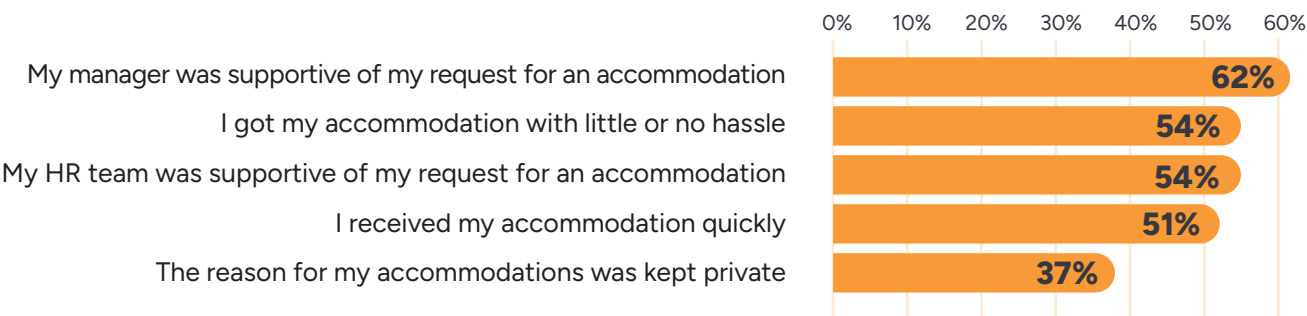 0% 10% 20% 30% 40% 50% 60%
My manager was supportive of my request for an accommodation 62%
I got my accommodation with little or no hassle 54%
My HR team was supportive of my request for an accommodation 54%
I received my accommodation quickly 51%
The reason for my accommodations was kept private 37%